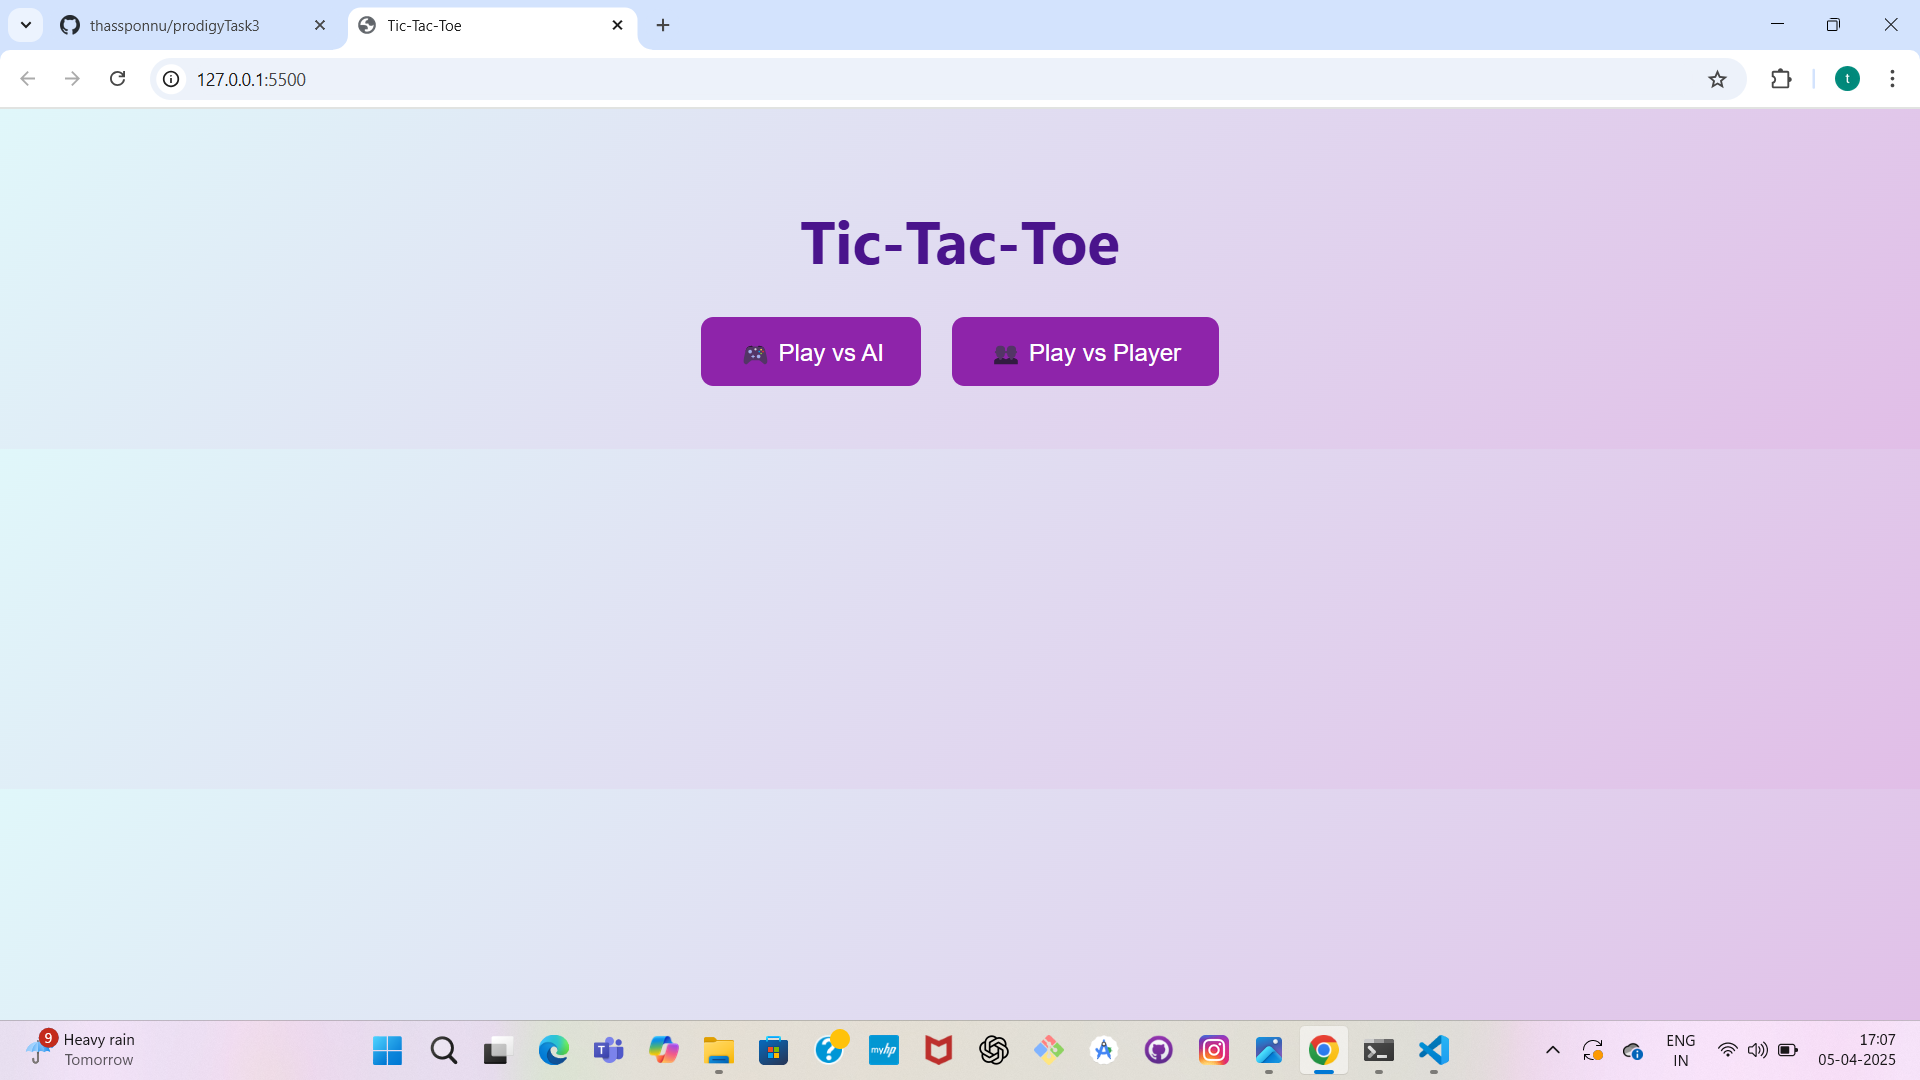 thassponnu/prodigyTask3
Tic-Tac-Toe
127.0.0.1:5500
t
Tic-Tac-Toe
🎮 Play vs AI
👥 Play vs Player
9
Heavy rain
Tomorrow
myhp
ENG
IN
17:07
05-04-2025